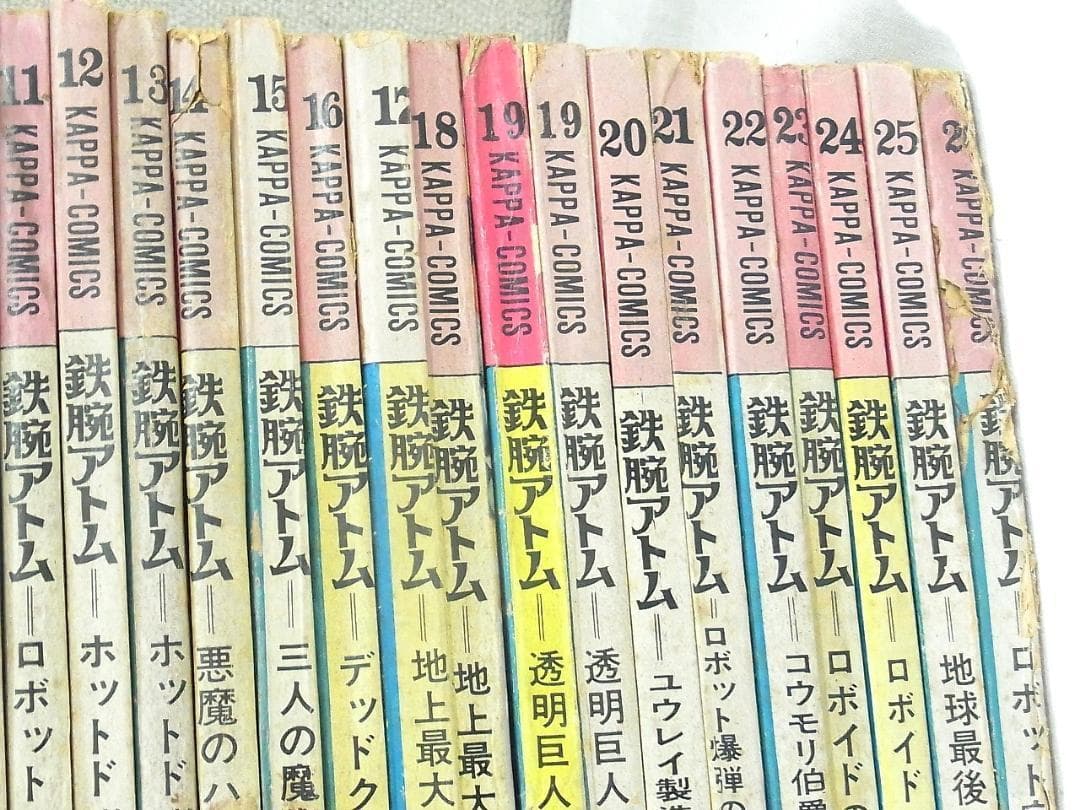 11 KAPPA-COMICS 鉄腕アトム=ロボット
12 KAPPA-COMICS 鉄腕アトム=ホットド
13 KAPPA-COMICS 鉄腕アトム=ホットド
14 KAPPA-COMICS 鉄腕アトム=悪魔のハ
15 KAPPA-COMICS 鉄腕アトム=三人の魔
16 KAPPA-COMICS 鉄腕アトム=デッドク
17 KAPPA-COMICS 鉄腕アトム=地上最大
18 KAPPA-COMICS 鉄腕アトム=地上最大
19 KAPPA-COMICS 鉄腕アトム=透明巨人
19 KAPPA-COMICS 鉄腕アトム=透明巨人
20 KAPPA-COMICS 鉄腕アトム=ユウレイ製
21 KAPPA-COMICS 鉄腕アトム=ロボット爆弾の
22 KAPPA-COMICS 鉄腕アトム=コウモリ伯爵
23 KAPPA-COMICS 鉄腕アトム=ロボイドの
24 KAPPA-COMICS 鉄腕アトム=ロボイド
25 KAPPA-COMICS 鉄腕アトム=地球最後
KAPPA-COMICS 鉄腕アトム=ロボット